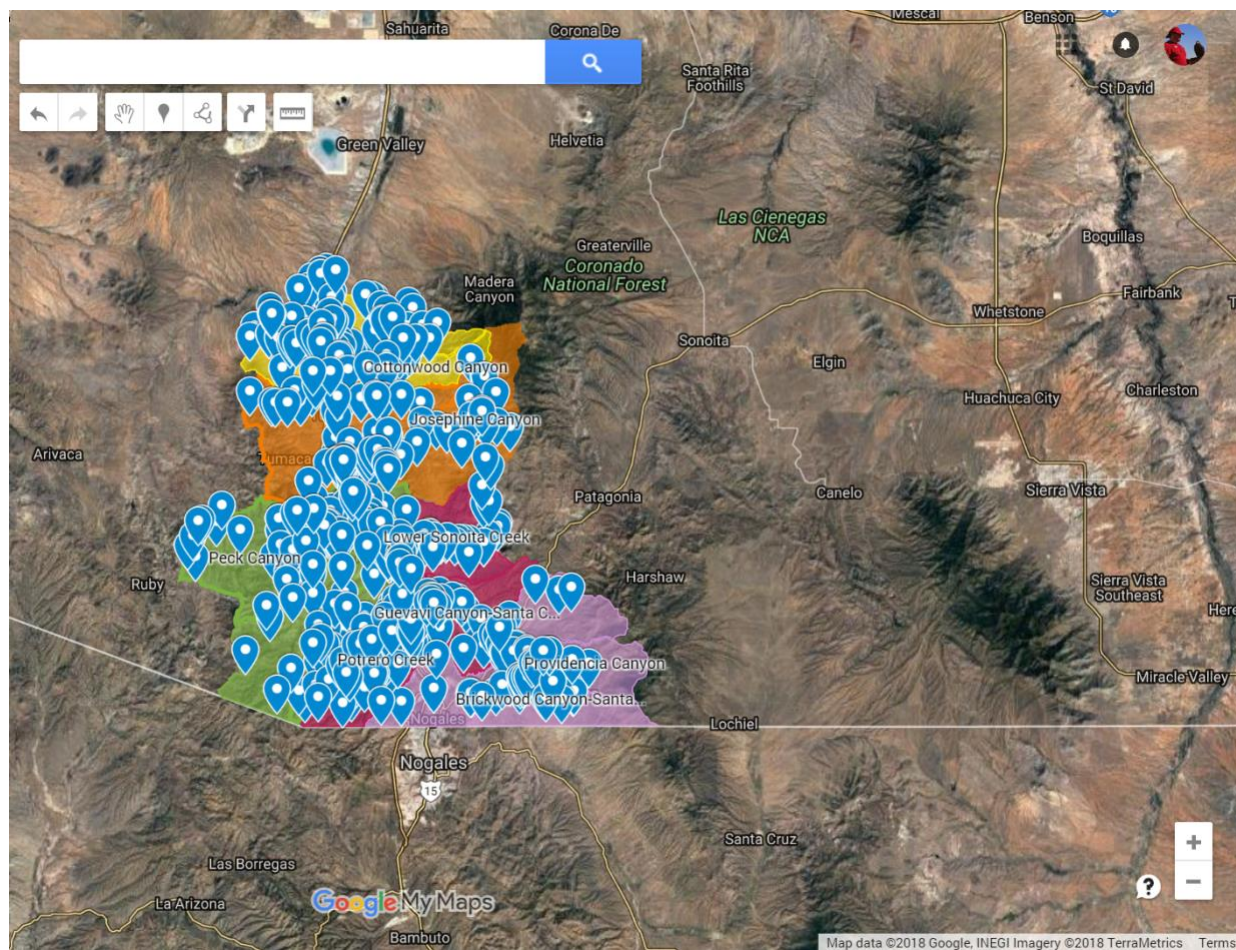 Mescal
Benson
10
Sahuarita
Corona De
Santa Rita
Foothills
St David
Green Valley
Helvetia
Las Cienegas
NCA
Greaterville
Coronado
National Forest
Boquillas
Madera
Canyon
Fairbank
Whetstone
Sonoita
Elgin
Cottonwood Canyon
Charleston
Huachuca City
Josephine Canyon
Arivaca
Tumaca
Sierra Vista
Canelo
Patagonia
Lower Sonoita Creek
Peck Canyon
Ruby
Harshaw
Sierra Vista
Southeast
Here
Guevavi Canyon-Santa C...
Potrero Creek
Providencia Canyon
Miracle Valley
Brickwood Canyon-Santa...
Nogales
Lochiel
Nogales
15
Santa Cruz
Las Borregas
La Arizona
Google My Maps
Bambuto
?
Map data ©2018 Google, INEGI Imagery ©2018 TerraMetrics Terms